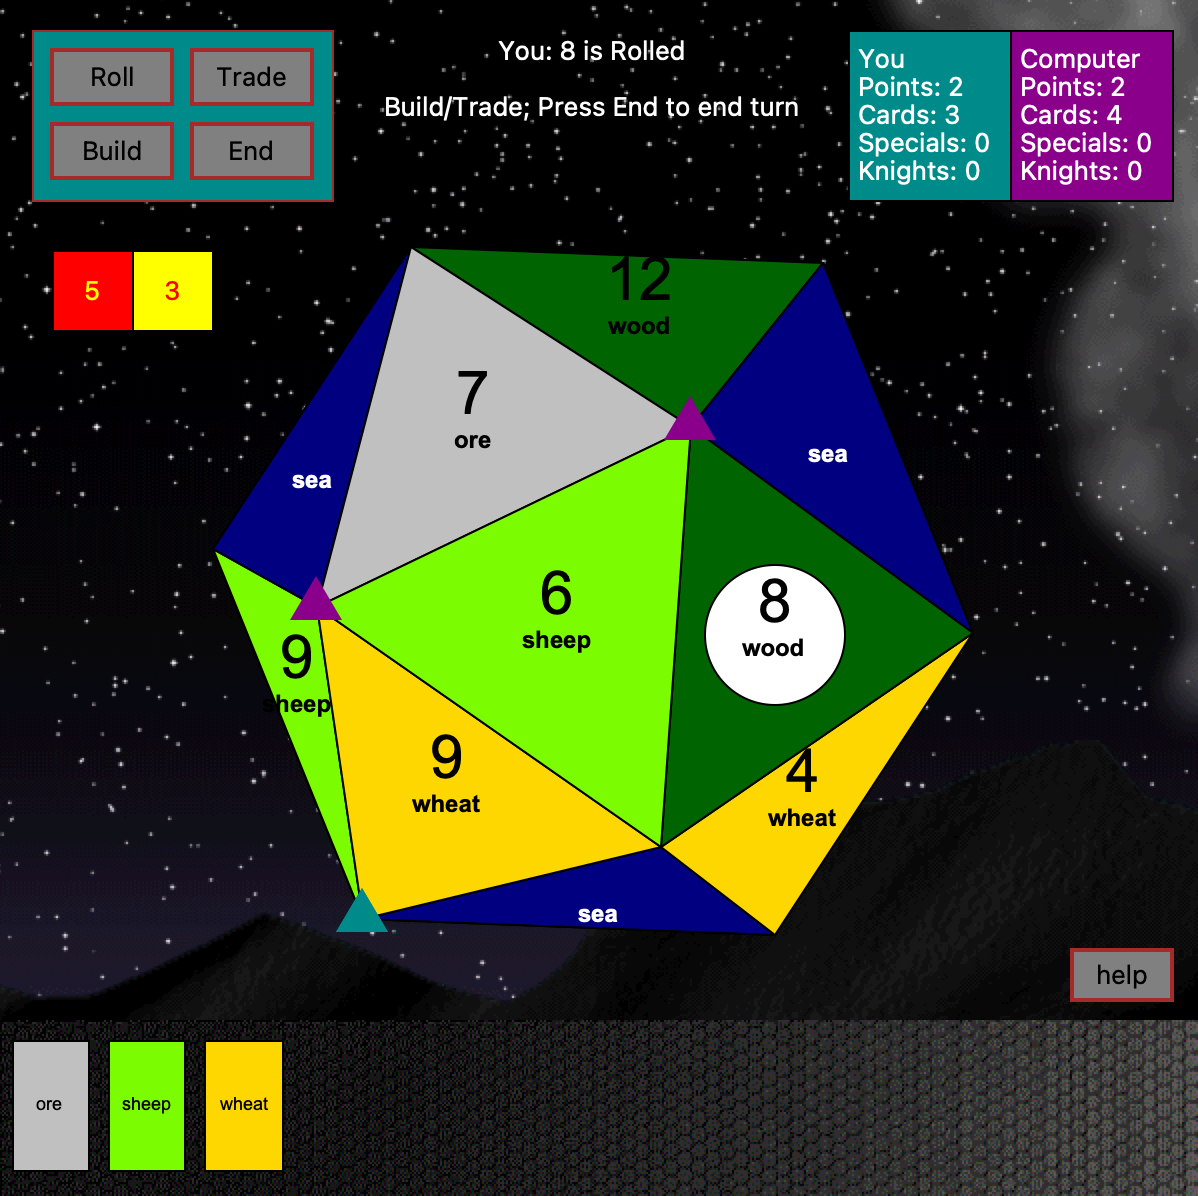 Roll
Trade
Build
End
You: 8 is Rolled
Build/Trade; Press End to end turn
You
Points: 2
Cards: 3
Specials: 0
Knights: 0
Computer
Points: 2
Cards: 4
Specials: 0
Knights: 0
5
3
12
wood
7
ore
sea
sea
6
sheep
8
wood
9
sheep
9
wheat
4
wheat
sea
help
ore
sheep
wheat